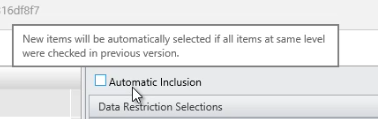 16df8f7
New items will be automatically selected if all items at same level
were checked in previous version.
Automatic Inclusion
Data Restriction Selections